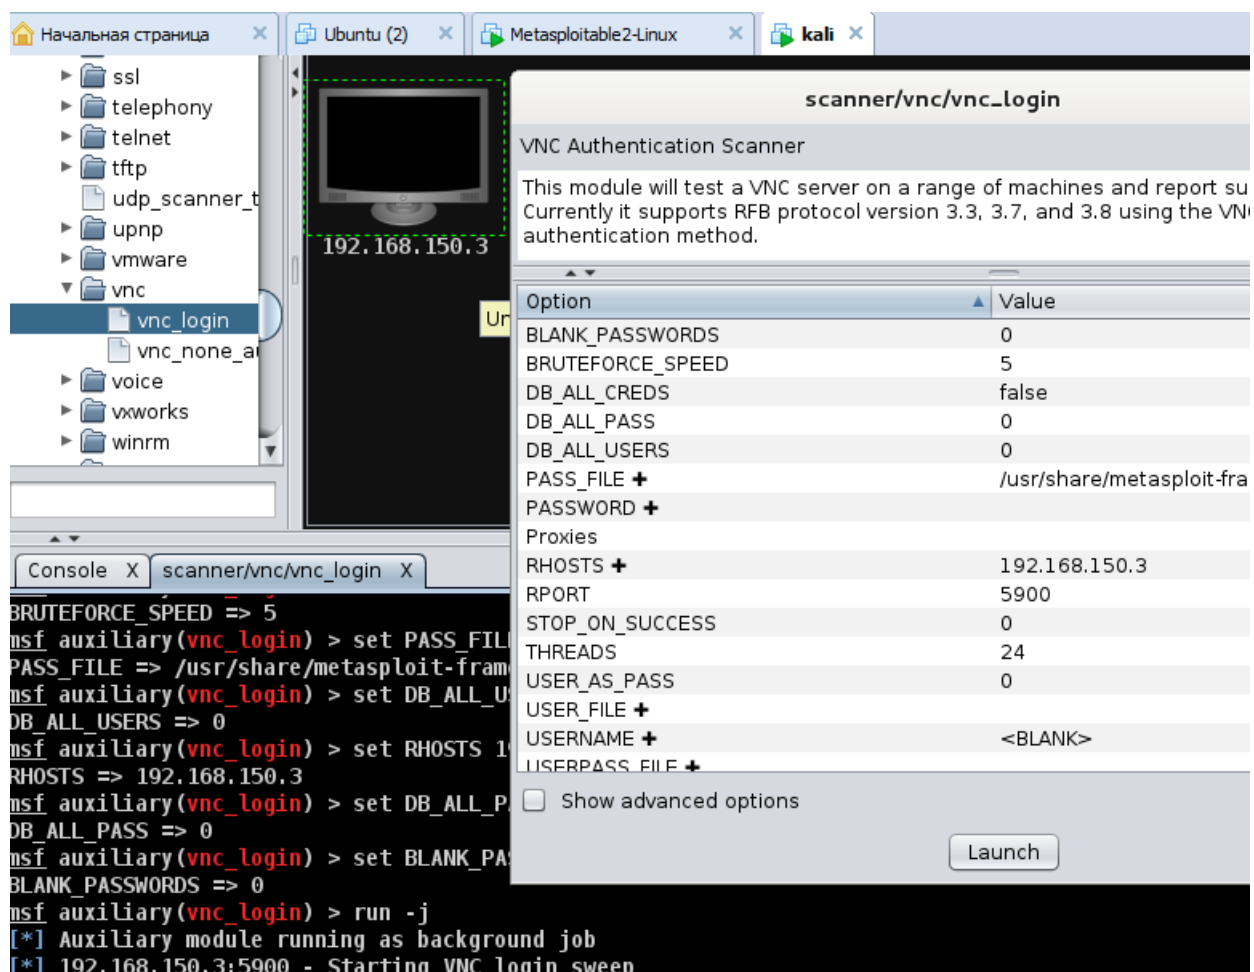 Начальная страница
Ubuntu (2)
Metasploitable2-Linux
kali
ssl
telephony
telnet
tftp
udp_scanner_t
upnp
vmware
vnc
vnc_login
vnc_none_a
voice
vxworks
winrm
192.168.150.3
Un
scanner/vnc/vnc_login
VNC Authentication Scanner
This module will test a VNC server on a range of machines and report su
Currently it supports RFB protocol version 3.3, 3.7, and 3.8 using the VNC
authentication method.
Option Value
BLANK_PASSWORDS 0
BRUTEFORCE_SPEED 5
DB_ALL_CREDS false
DB_ALL_PASS 0
DB_ALL_USERS 0
PASS_FILE + /usr/share/metasploit-fra
PASSWORD +
Proxies
RHOSTS + 192.168.150.3
RPORT 5900
STOP_ON_SUCCESS 0
THREADS 24
USER_AS_PASS 0
USER_FILE +
USERNAME + <BLANK>
USERPASS_FILE +
Show advanced options
Launch
Console X
scanner/vnc/vnc_login X
BRUTEFORCE_SPEED => 5
msf auxiliary(vnc_login) > set PASS_FIL
PASS_FILE => /usr/share/metasploit-fram
msf auxiliary(vnc_login) > set DB_ALL_U
DB_ALL_USERS => 0
msf auxiliary(vnc_login) > set RHOSTS 19
RHOSTS => 192.168.150.3
msf auxiliary(vnc_login) > set DB_ALL_P
DB_ALL_PASS => 0
msf auxiliary(vnc_login) > set BLANK_PA
BLANK_PASSWORDS => 0
msf auxiliary(vnc_login) > run -j
[*] Auxiliary module running as background job
[*] 192.168.150.3:5900 - Starting VNC login sweep